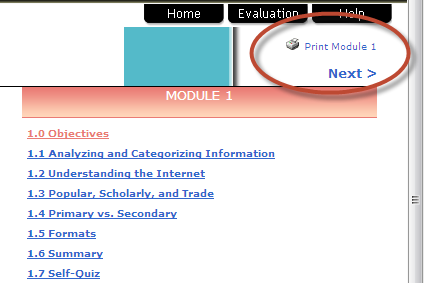 Home Evaluation Help
Print Module 1
Next >
MODULE 1
1.0 Objectives
1.1 Analyzing and Categorizing Information
1.2 Understanding the Internet
1.3 Popular, Scholarly, and Trade
1.4 Primary vs. Secondary
1.5 Formats
1.6 Summary
1.7 Self-Quiz